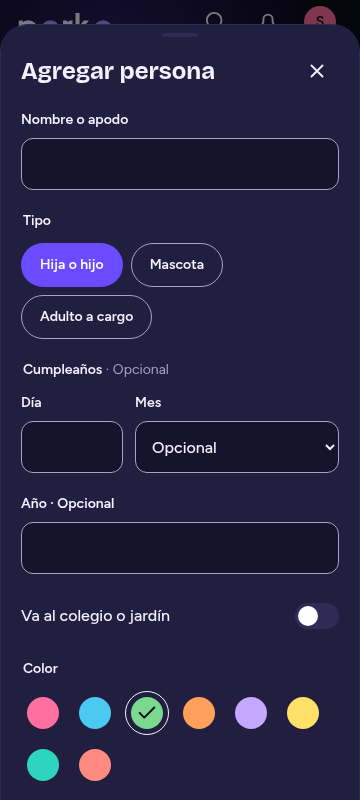 Agregar persona
Nombre o apodo
Tipo
Hija o hijo
Mascota
Adulto a cargo
Cumpleaños · Opcional
Día
Mes
Opcional
Año · Opcional
Va al colegio o jardín
Color